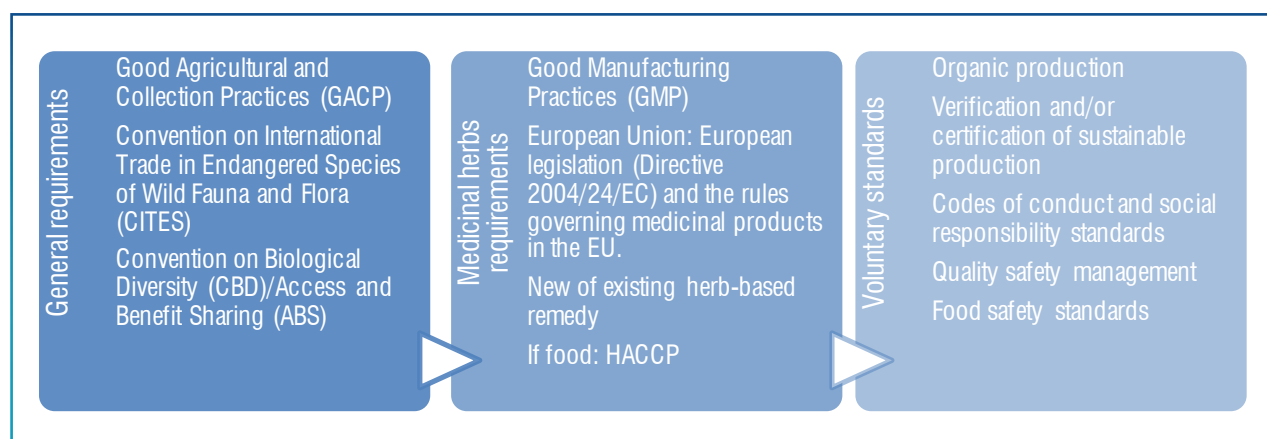 General requirements
Good Agricultural and
Collection Practices (GACP)
Convention on International
Trade in Endangered Species
of Wild Fauna and Flora
(CITES)
Convention on Biological
Diversity (CBD)/Access and
Benefit Sharing (ABS)
Medicinal herbs
requirements
Good Manufacturing
Practices (GMP)
European Union: European
legislation (Directive
2004/24/EC) and the rules
governing medicinal products
in the EU.
New of existing herb-based
remedy
If food: HACCP
Voluntary standards
Organic production
Verification and/or
certification of sustainable
production
Codes of conduct and social
responsibility standards
Quality safety management
Food safety standards